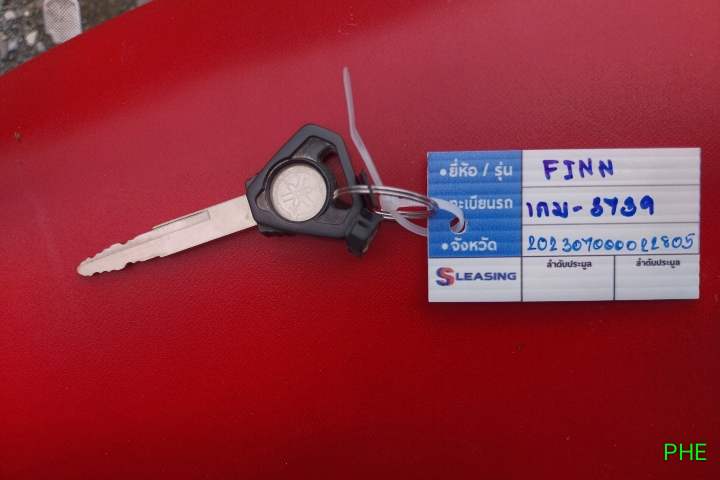 •ยี่ห้อ / รุ่น FINN
ทะเบียนรถ 1กม-3739
•จังหวัด 202307000022805
SLEASING ลำดับประมูล ลำดับประมูล
PHE